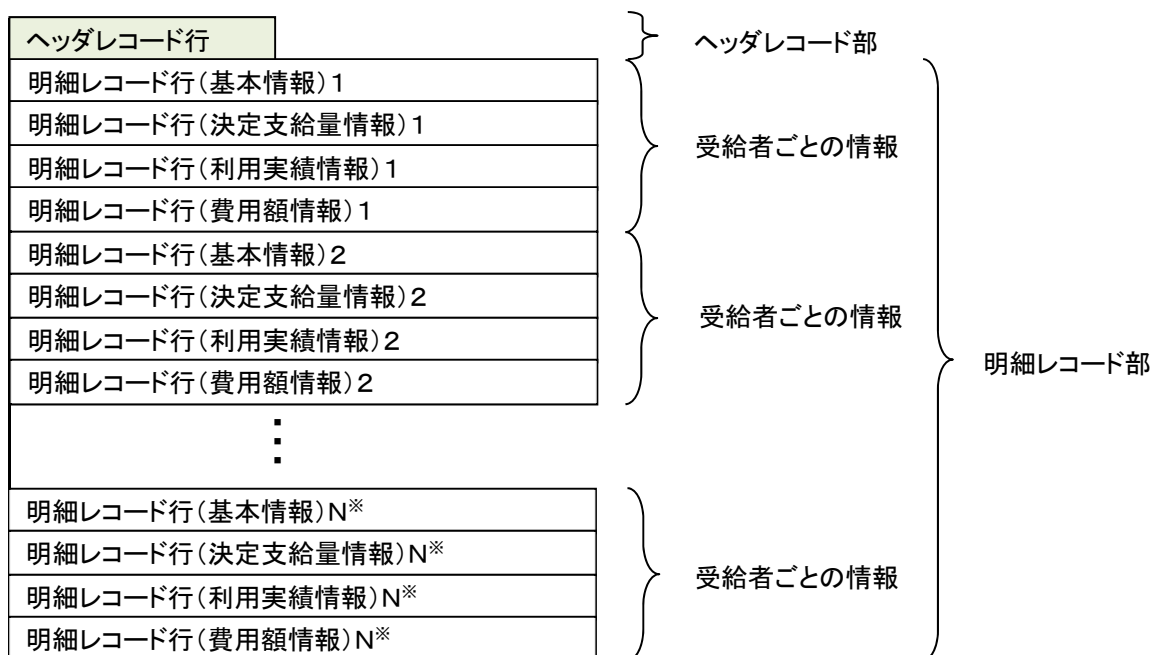 ヘッダレコード行
ヘッダレコード部
明細レコード行(基本情報)1
明細レコード行(決定支給量情報)1
受給者ごとの情報
明細レコード行(利用実績情報)1
明細レコード行(費用額情報)1
明細レコード行(基本情報)2
明細レコード行(決定支給量情報)2
受給者ごとの情報
明細レコード行(利用実績情報)2
明細レコード行(費用額情報)2
明細レコード部
明細レコード行(基本情報)N※
明細レコード行(決定支給量情報)N※
受給者ごとの情報
明細レコード行(利用実績情報)N※
明細レコード行(費用額情報)N※